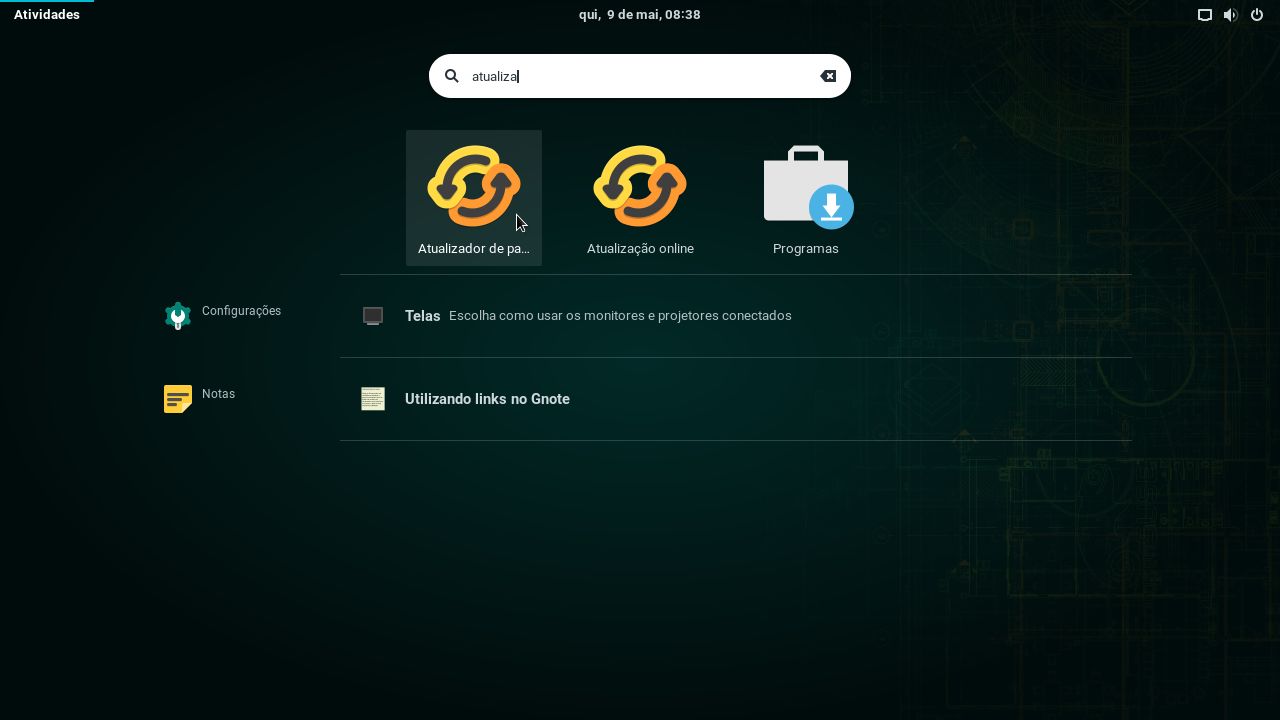 Atividades
qui, 9 de mai, 08:38
atualiza
Atualizador de pa...
Atualização online
Programas
Configurações
Telas Escolha como usar os monitores e projetores conectados
Notas
Utilizando links no Gnote